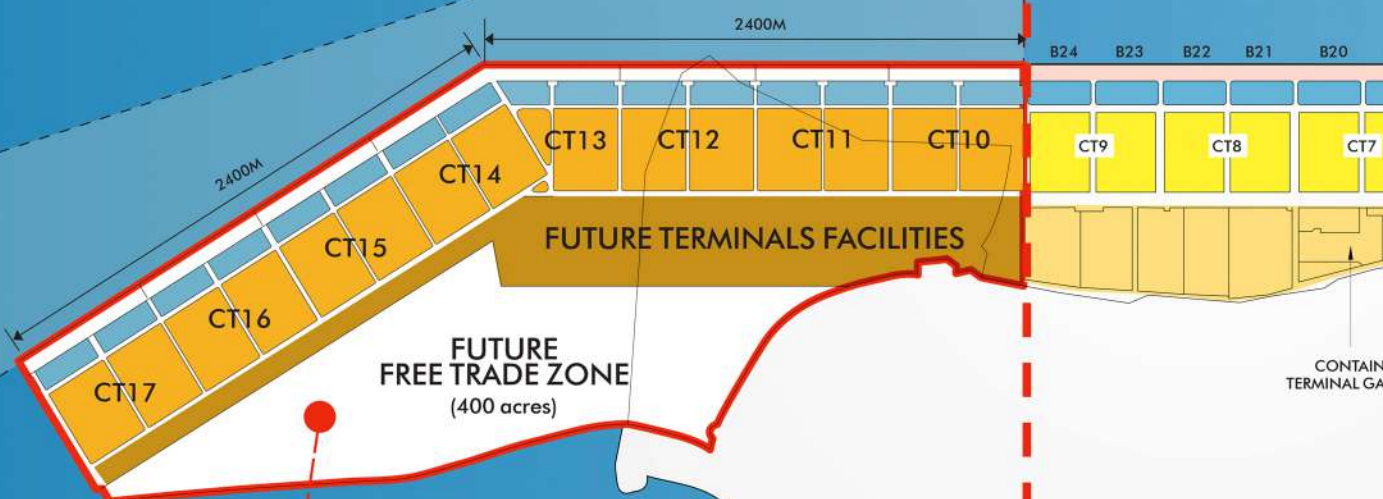 2400M
B24 B23 B22 B21 B20
CT13 CT12 CT11 CT10 CT9 CT8 CT7
2400M
CT14
CT15
CT16
CT17
FUTURE TERMINALS FACILITIES
FUTURE
FREE TRADE ZONE
(400 acres)
CONTAIN
TERMINAL GA